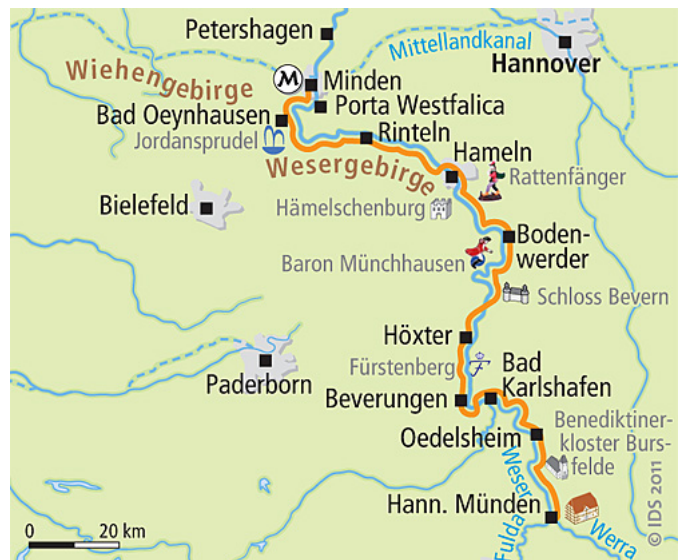 Petershagen
Mittellandkanal
Hannover
Wiehengebirge
M
Minden
Porta Westfalica
Bad Oeynhausen
Jordansprudel
Rinteln
Wesergebirge
Hameln
Rattenfänger
Bielefeld
Hämelschenburg
Boden-
werder
Baron Münchhausen
Schloss Bevern
Höxter
Fürstenberg
F
Bad
Karlshafen
Paderborn
Beverungen
Benediktiner-
kloster Burs-
felde
Oedelsheim
Weser
Hann. Münden
Fulda
Werra
0 20 km
© IDS 2011